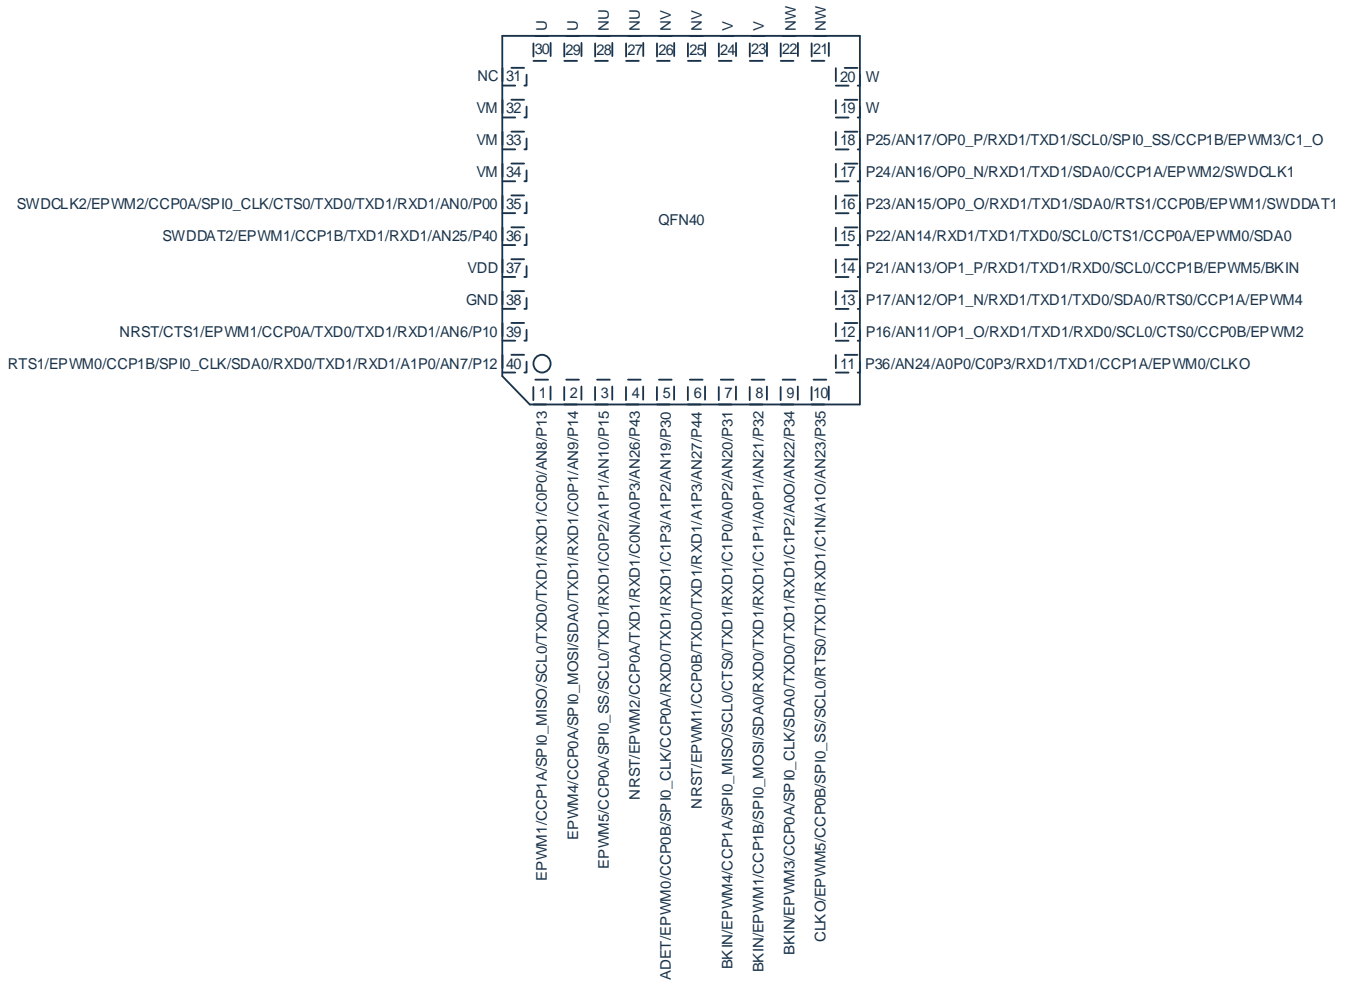 U
U
NU
NU
NV
NV
V
V
NW
NW
30
29
28
27
26
25
24
23
22
21
NC 31
VM 32
VM 33
VM 34
SWDCLK2/EPWM2/CCP0A/SPI0_CLK/CTS0/TXD0/TXD1/RXD1/AN0/P00 35
SWDDAT2/EPWM1/CCP1B/TXD1/RXD1/AN25/P40 36
VDD 37
GND 38
NRST/CTS1/EPWM1/CCP0A/TXD0/TXD1/RXD1/AN6/P10 39
RTS1/EPWM0/CCP1B/SPI0_CLK/SDA0/RXD0/TXD1/RXD1/A1P0/AN7/P12 40
QFN40
20 W
19 W
18 P25/AN17/OP0_P/RXD1/TXD1/SCL0/SPI0_SS/CCP1B/EPWM3/C1_O
17 P24/AN16/OP0_N/RXD1/TXD1/SDA0/CCP1A/EPWM2/SWDCLK1
16 P23/AN15/OP0_O/RXD1/TXD1/SDA0/RTS1/CCP0B/EPWM1/SWDDAT1
15 P22/AN14/RXD1/TXD1/TXD0/SCL0/CTS1/CCP0A/EPWM0/SDA0
14 P21/AN13/OP1_P/RXD1/TXD1/RXD0/SCL0/CCP1B/EPWM5/BKIN
13 P17/AN12/OP1_N/RXD1/TXD1/TXD0/SDA0/RTS0/CCP1A/EPWM4
12 P16/AN11/OP1_O/RXD1/TXD1/RXD0/SCL0/CTS0/CCP0B/EPWM2
11 P36/AN24/A0P0/C0P3/RXD1/TXD1/CCP1A/EPWM0/CLKO
1
2
3
4
5
6
7
8
9
10
EPWM1/CCP1A/SPI0_MISO/SCL0/TXD0/TXD1/RXD1/C0P0/AN8/P13
EPWM4/CCP0A/SPI0_MOSI/SDA0/TXD1/RXD1/C0P1/AN9/P14
EPWM5/CCP0A/SPI0_SS/SCL0/TXD1/RXD1/C0P2/A1P1/AN10/P15
NRST/EPWM2/CCP0A/TXD1/RXD1/C0N/A0P3/AN26/P43
ADET/EPWM0/CCP0B/SPI0_CLK/CCP0A/RXD0/TXD1/RXD1/C1P3/A1P2/AN19/P30
NRST/EPWM1/CCP0B/TXD0/TXD1/RXD1/A1P3/AN27/P44
BKIN/EPWM4/CCP1A/SPI0_MISO/SCL0/CTS0/TXD1/RXD1/C1P0/A0P2/AN20/P31
BKIN/EPWM1/CCP1B/SPI0_MOSI/SDA0/RXD0/TXD1/RXD1/C1P1/A0P1/AN21/P32
BKIN/EPWM3/CCP0A/SPI0_CLK/SDA0/TXD0/TXD1/RXD1/C1P2/A0O/AN22/P34
CLKO/EPWM5/CCP0B/SPI0_SS/SCL0/RTS0/TXD1/RXD1/C1N/A1O/AN23/P35